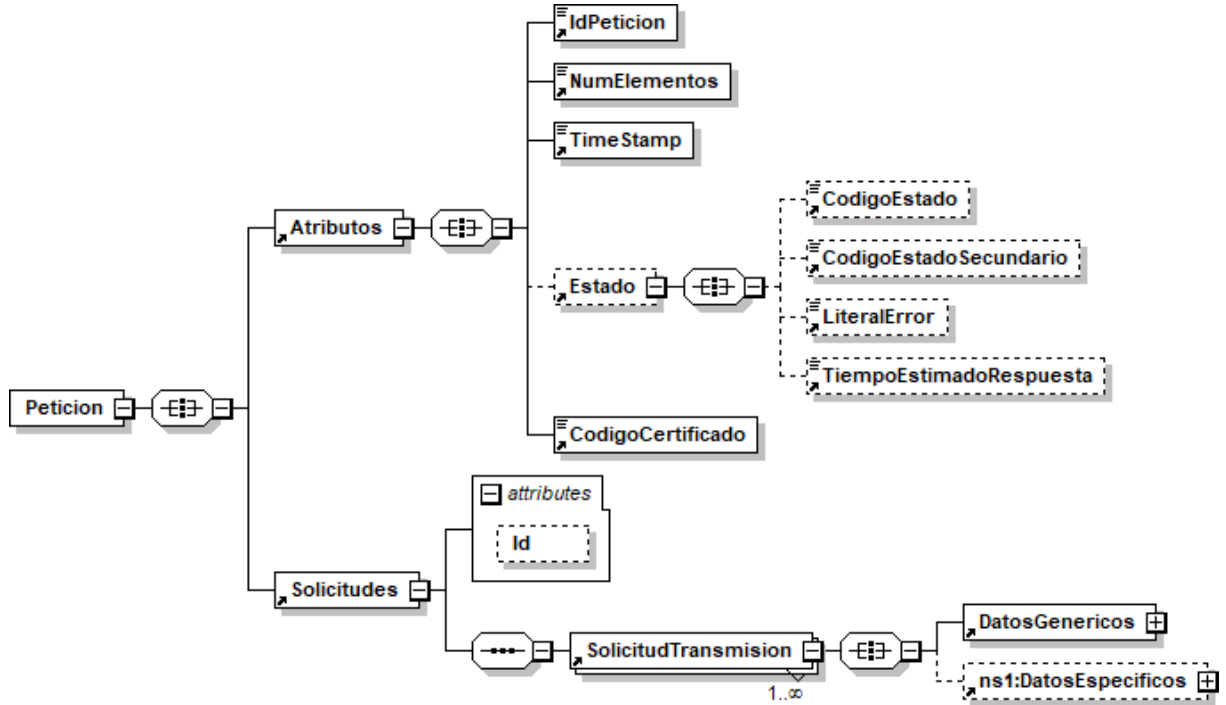 IdPeticion
NumElementos
TimeStamp
CodigoEstado
Atributos
CodigoEstadoSecundario
Estado
LiteralError
TiempoEstimadoRespuesta
Peticion
CodigoCertificado
attributes
Id
Solicitudes
DatosGenericos
SolicitudTransmision
ns1:DatosEspecificos
1..∞